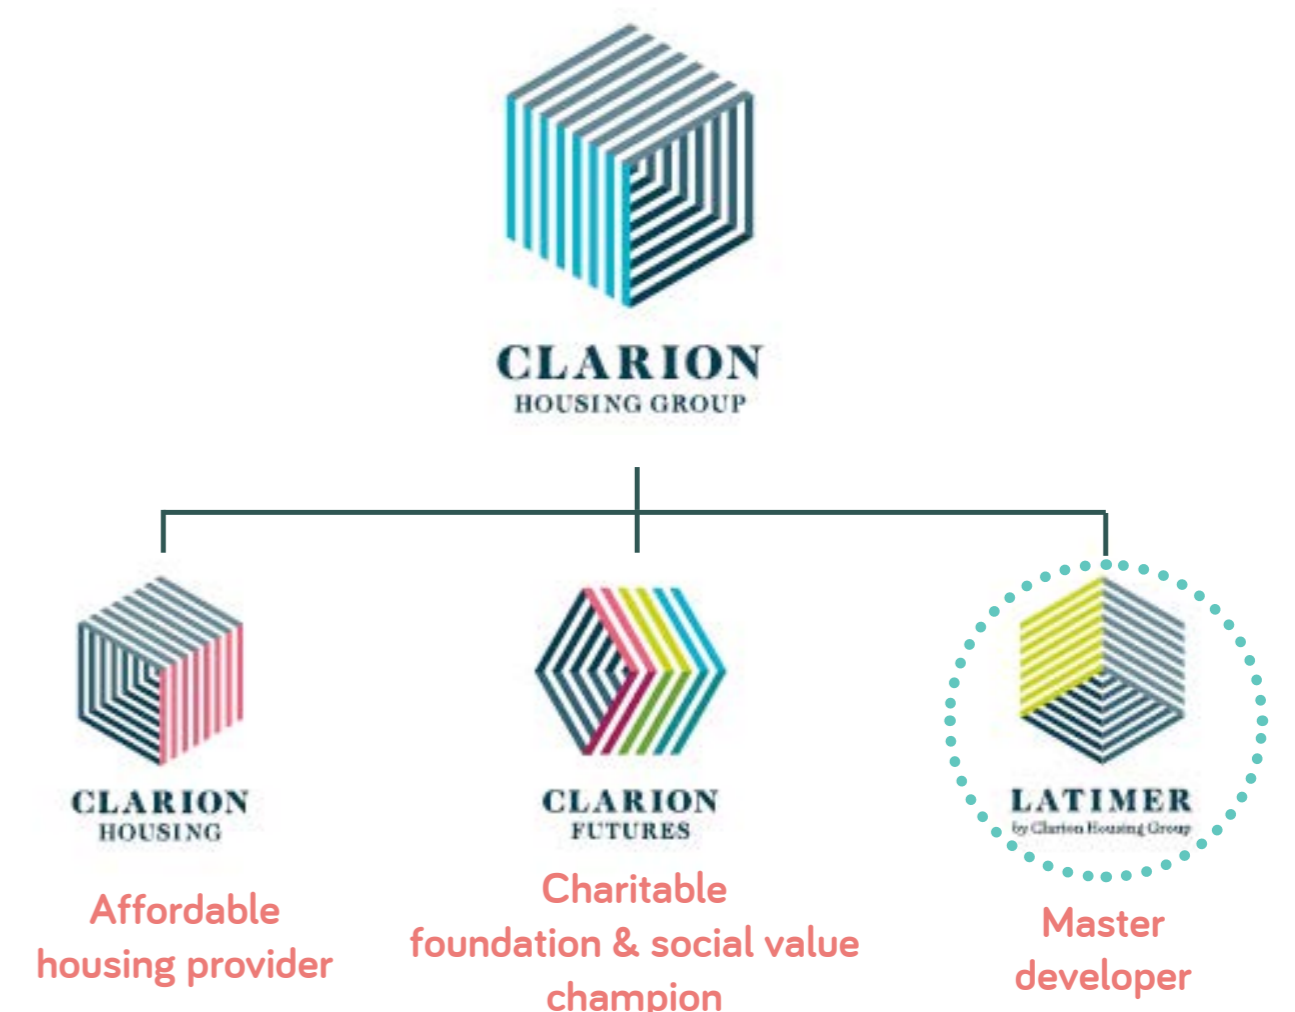 CLARION
HOUSING GROUP
CLARION
HOUSING
Affordable
housing provider
CLARION
FUTURES
Charitable
foundation & social value
champion
LATIMER
by Clarion Housing Group
Master
developer